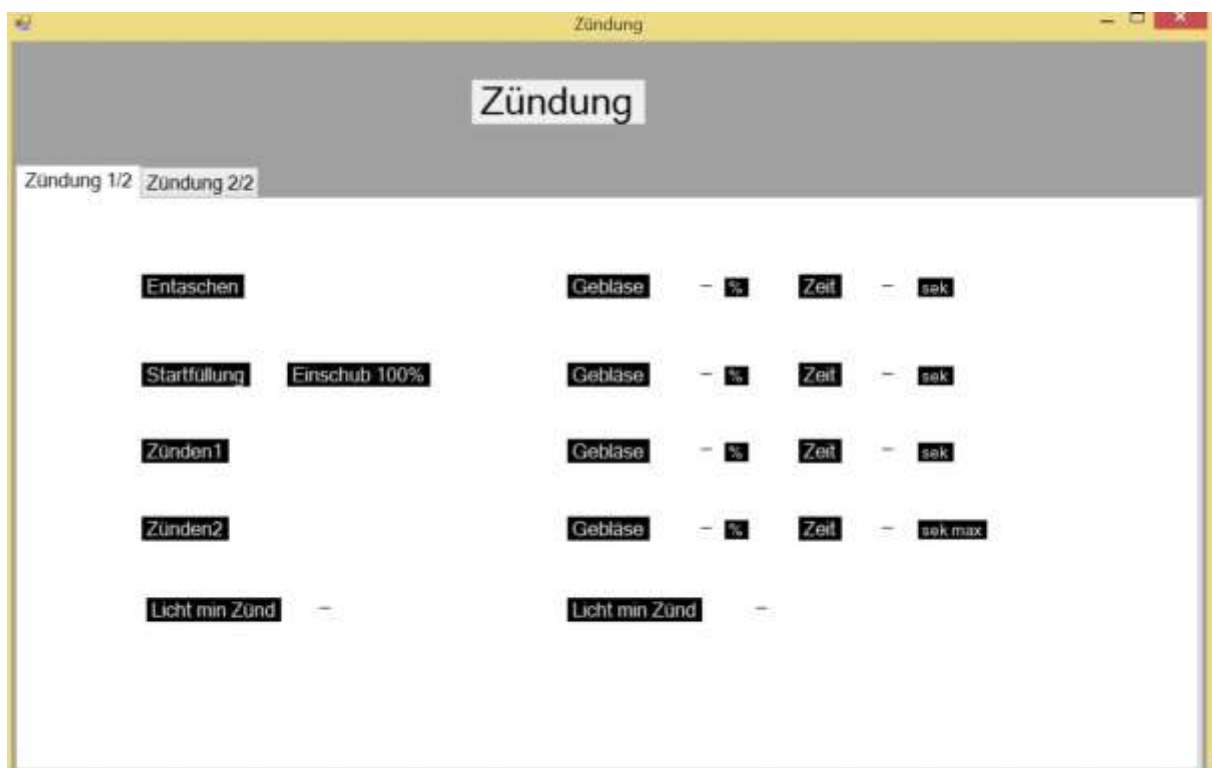 Zündung
Zündung
Zündung 1/2 Zündung 2/2
Entaschen Gebläse – % Zeit – sek
Startfüllung Einschub 100% Gebläse – % Zeit – sek
Zünden1 Gebläse – % Zeit – sek
Zünden2 Gebläse – % Zeit – sek max
Licht min Zünd – Licht min Zünd –